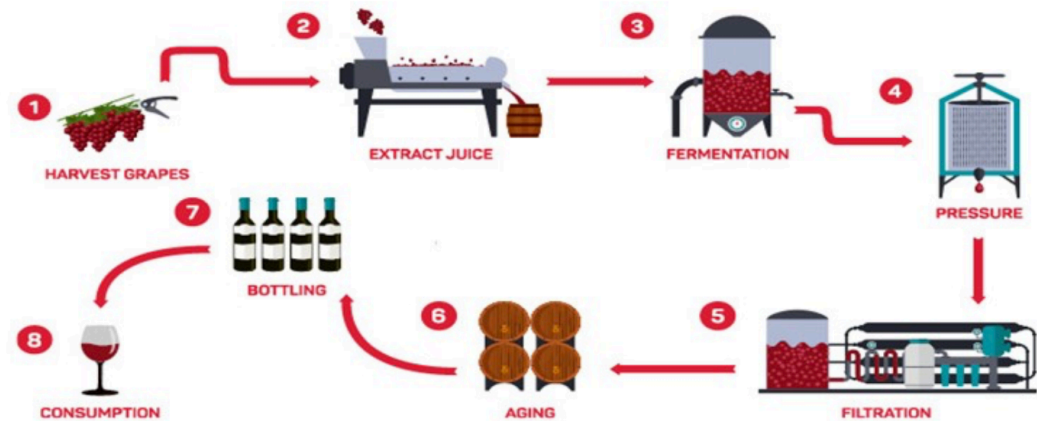 1
HARVEST GRAPES
2
EXTRACT JUICE
3
FERMENTATION
4
PRESSURE
5
FILTRATION
6
AGING
7
BOTTLING
8
CONSUMPTION